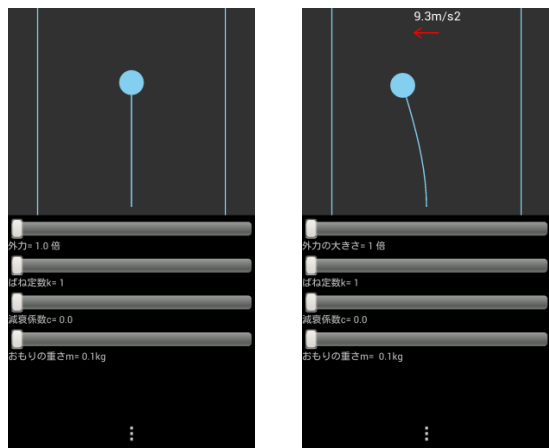 外力= 1.0 倍
ばね定数k= 1
減衰係数c= 0.0
おもりの重さm= 0.1kg
9.3m/s2
外力の大きさ= 1 倍
ばね定数k= 1
減衰係数c= 0.0
おもりの重さm= 0.1kg